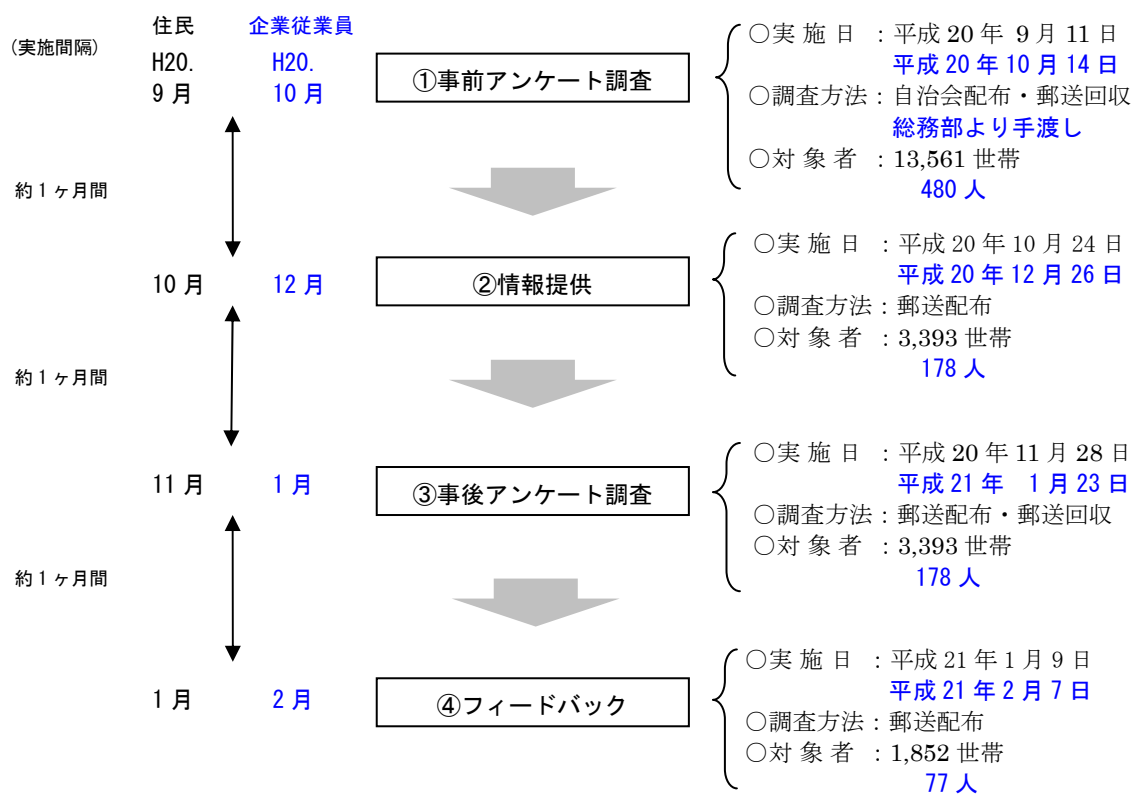 (実施間隔)
住民 企業従業員
H20. H20.
9月 10月
①事前アンケート調査
○実 施 日 :平成 20 年 9 月 11 日
平成 20 年 10 月 14 日
○調査方法:自治会配布・郵送回収
総務部より手渡し
○対 象 者 :13,561 世帯
480 人
約1ヶ月間
10月 12月
②情報提供
○実 施 日 :平成 20 年 10 月 24 日
平成 20 年 12 月 26 日
○調査方法:郵送配布
○対 象 者 :3,393 世帯
178 人
約1ヶ月間
11月 1月
③事後アンケート調査
○実 施 日 :平成 20 年 11 月 28 日
平成 21 年 1 月 23 日
○調査方法:郵送配布・郵送回収
○対 象 者 :3,393 世帯
178 人
約1ヶ月間
1月 2月
④フィードバック
○実 施 日 :平成 21 年 1 月 9 日
平成 21 年 2 月 7 日
○調査方法:郵送配布
○対 象 者 :1,852 世帯
77 人